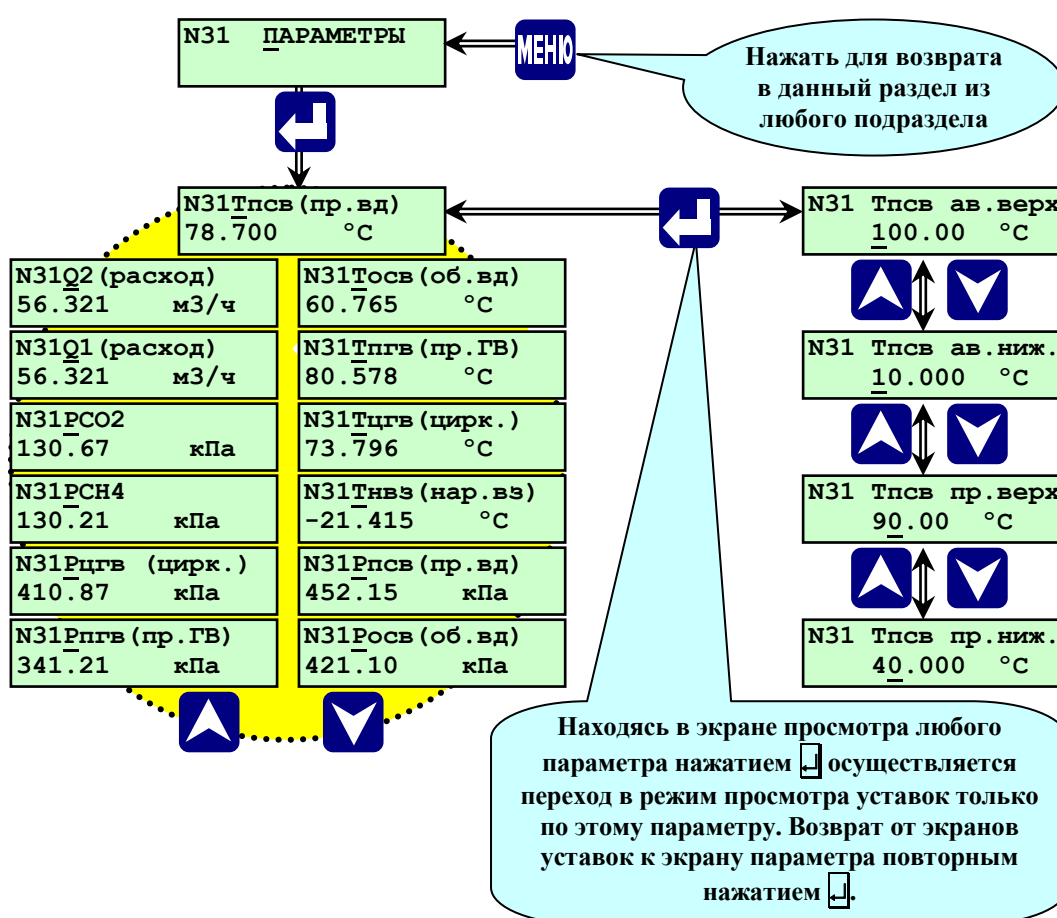 N31 ПАРАМЕТРЫ
МЕНЮ
Нажать для возврата
в данный раздел из
любого подраздела
N31Тпсв(пр.вд)
78.700 °C
N31 Тпсв ав.верх
100.00 °C
N31Q2(расход)
56.321 м3/ч
N31Тосв(об.вд)
60.765 °C
N31Q1(расход)
56.321 м3/ч
N31Тпгв(пр.ГВ)
80.578 °C
N31 Тпсв ав.ниж.
10.000 °C
N31РСО2
130.67 кПа
N31Тцгв(цирк.)
73.796 °C
N31РСН4
130.21 кПа
N31Тнвз(нар.вз)
-21.415 °C
N31 Тпсв пр.верх
90.00 °C
N31Рцгв (цирк.)
410.87 кПа
N31Рпсв(пр.вд)
452.15 кПа
N31Рпгв(пр.ГВ)
341.21 кПа
N31Росв(об.вд)
421.10 кПа
N31 Тпсв пр.ниж.
40.000 °C
Находясь в экране просмотра любого
параметра нажатием ↵ осуществляется
переход в режим просмотра уставок только
по этому параметру. Возврат от экранов
уставок к экрану параметра повторным
нажатием ↵.